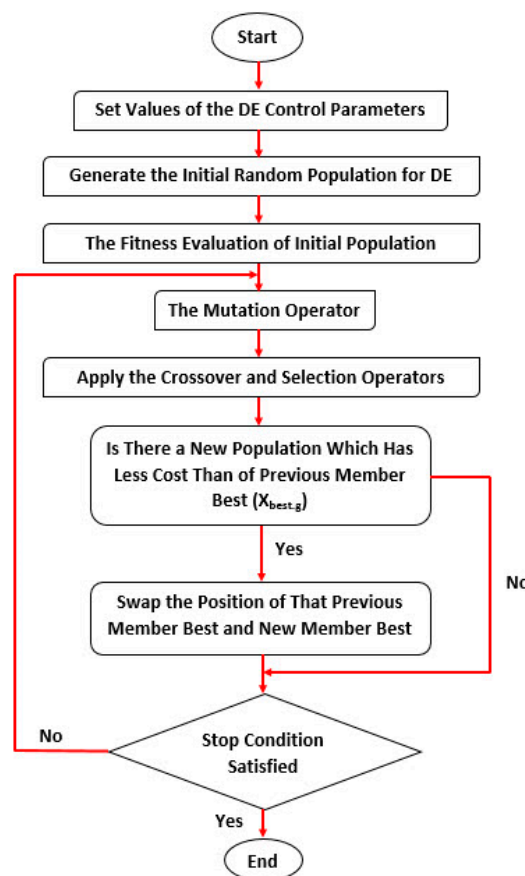 Start
Set Values of the DE Control Parameters
Generate the Initial Random Population for DE
The Fitness Evaluation of Initial Population
The Mutation Operator
Apply the Crossover and Selection Operators
Is There a New Population Which Has
Less Cost Than of Previous Member
Best (Xbest.g)
Yes
No
Swap the Position of That Previous
Member Best and New Member Best
No
Stop Condition
Satisfied
Yes
End